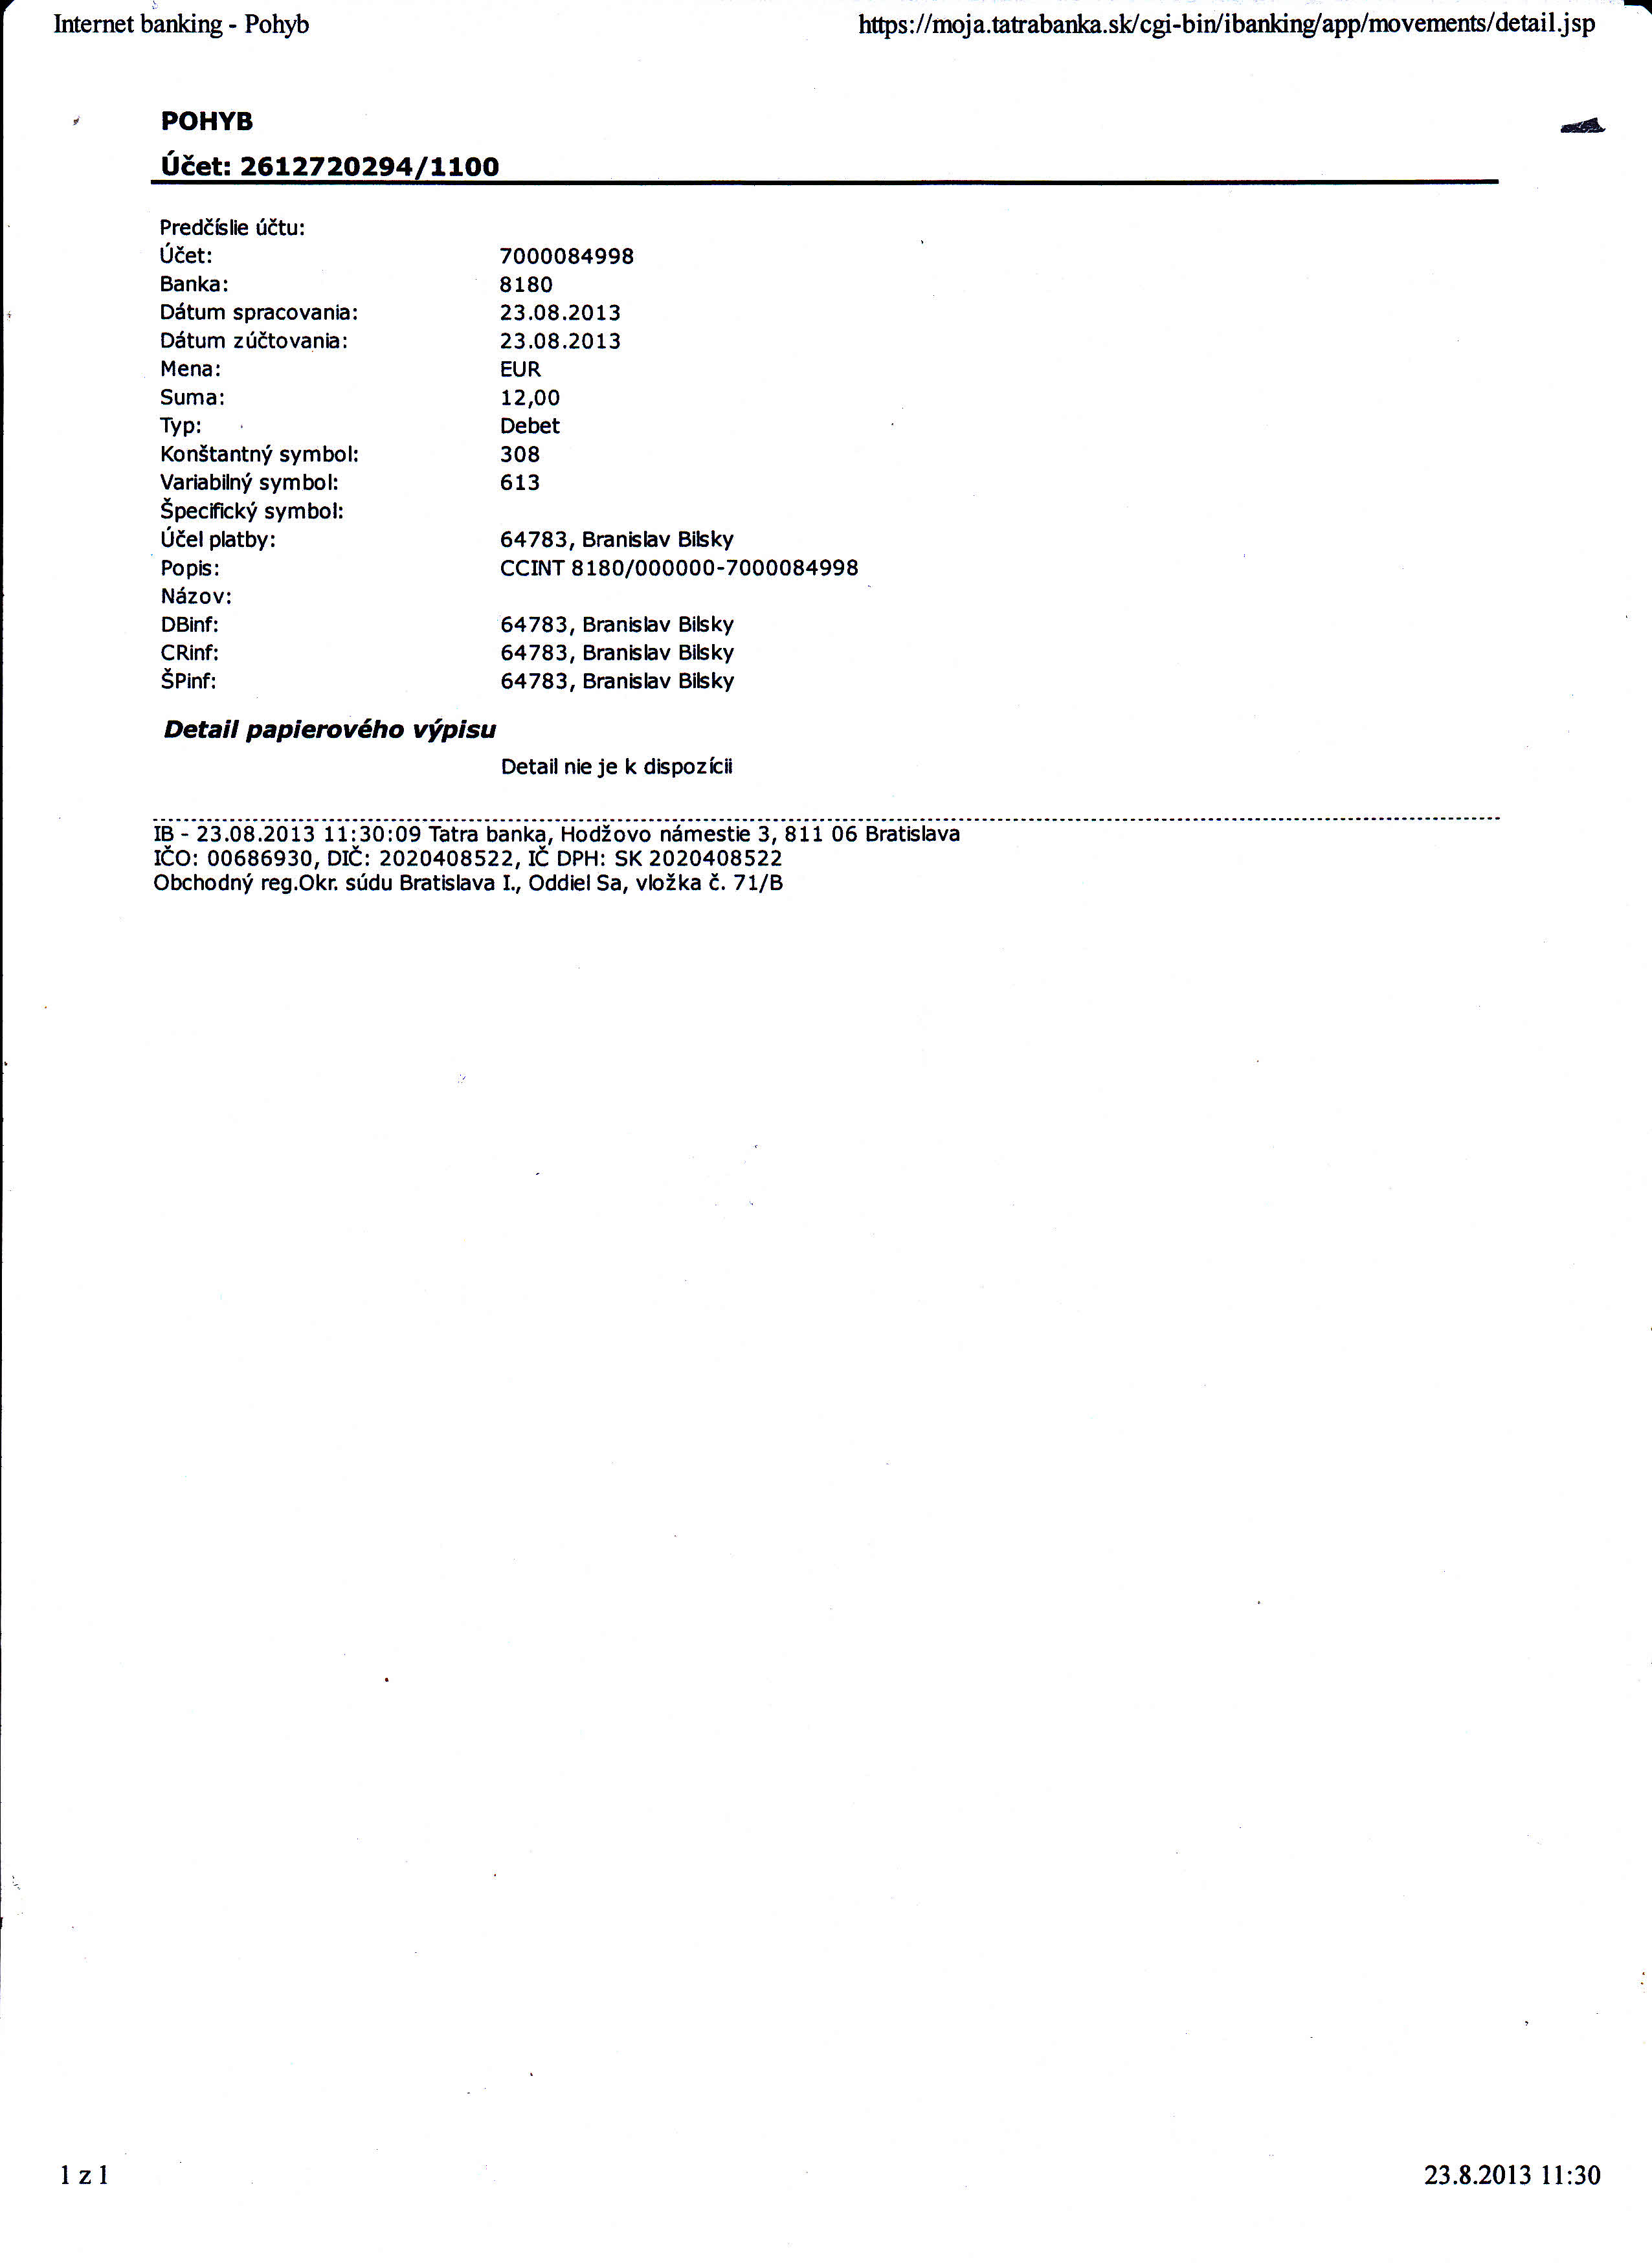 Internet banking - Pohyb https://moja.tatrabanka.sk/cgi-bin/ibanking/app/movements/detail.jsp
POHYB
Účet: 2612720294/1100
Predčíslie účtu:
Účet: 7000084998
Banka: 8180
Dátum spracovania: 23.08.2013
Dátum zúčtovania: 23.08.2013
Mena: EUR
Suma: 12,00
Typ: Debet
Konštantný symbol: 308
Variabilný symbol: 613
Špecifický symbol:
Účel platby: 64783, Branislav Bilsky
Popis: CCINT 8180/000000-7000084998
Názov:
DBinf: 64783, Branislav Bilsky
CRinf: 64783, Branislav Bilsky
ŠPinf: 64783, Branislav Bilsky
Detail papierového výpisu
Detail nie je k dispozícii
IB - 23.08.2013 11:30:09 Tatra banka, Hodžovo námestie 3, 811 06 Bratislava
IČO: 00686930, DIČ: 2020408522, IČ DPH: SK 2020408522
Obchodný reg.Okr. súdu Bratislava I., Oddiel Sa, vložka č. 71/B
1 z 1 23.8.2013 11:30